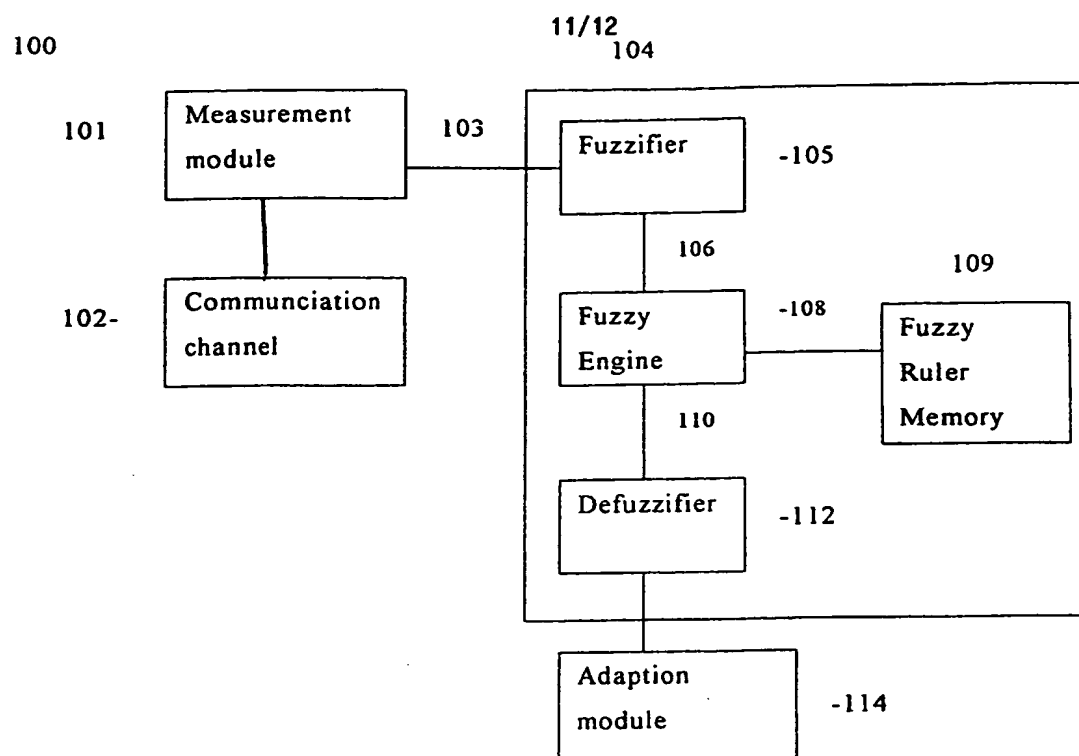 11/12
100
104
101
Measurement
module
103
Fuzzifier
-105
106
109
102-
Communciation
channel
Fuzzy
Engine
-108
Fuzzy
Ruler
Memory
110
Defuzzifier
-112
Adaption
module
-114